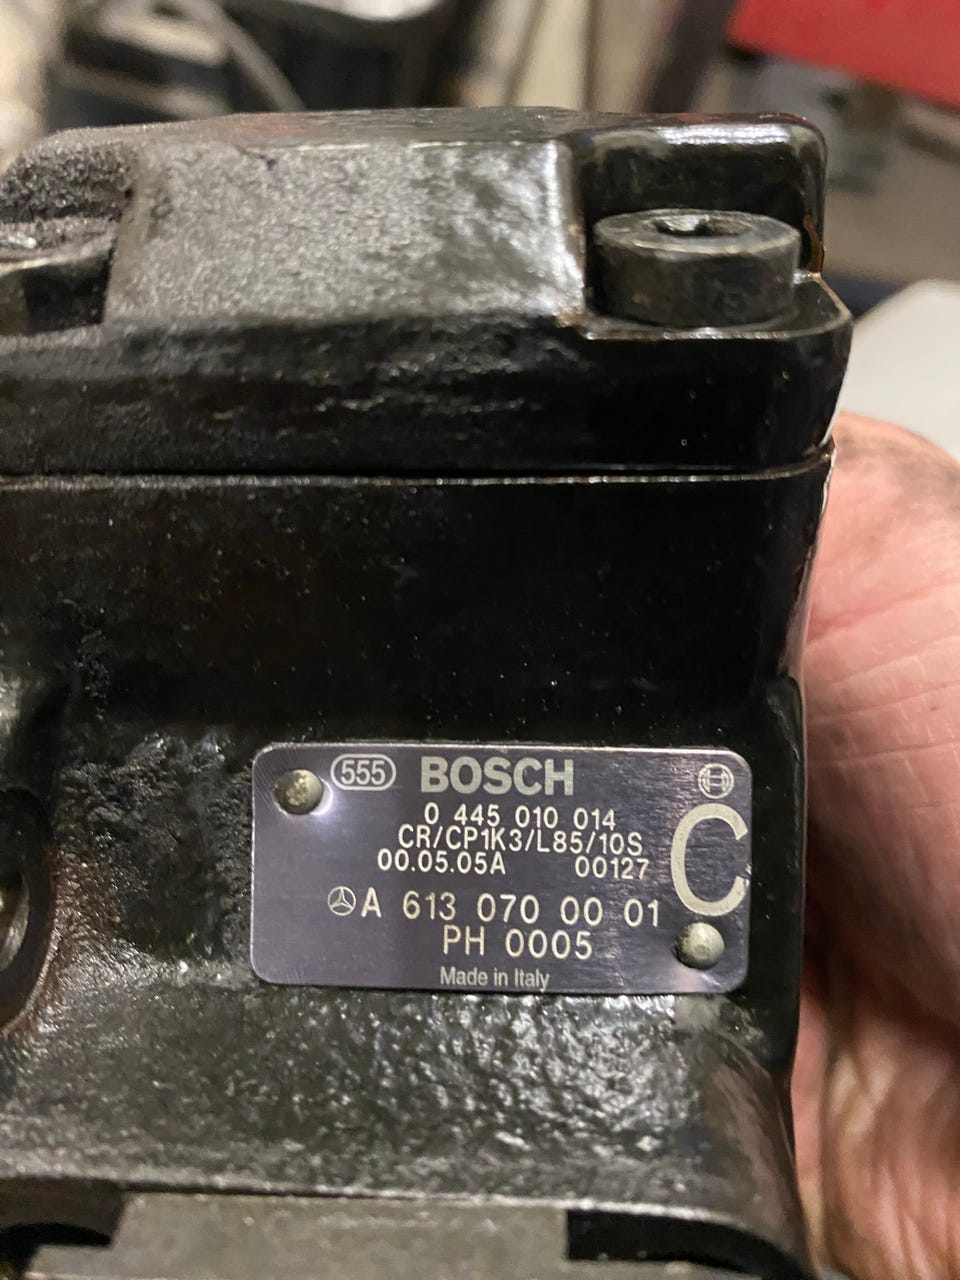 555 BOSCH
0 445 010 014
CR/CP1K3/L85/10S
00.05.05A 00127
C
A 613 070 00 01
PH 0005
Made in Italy